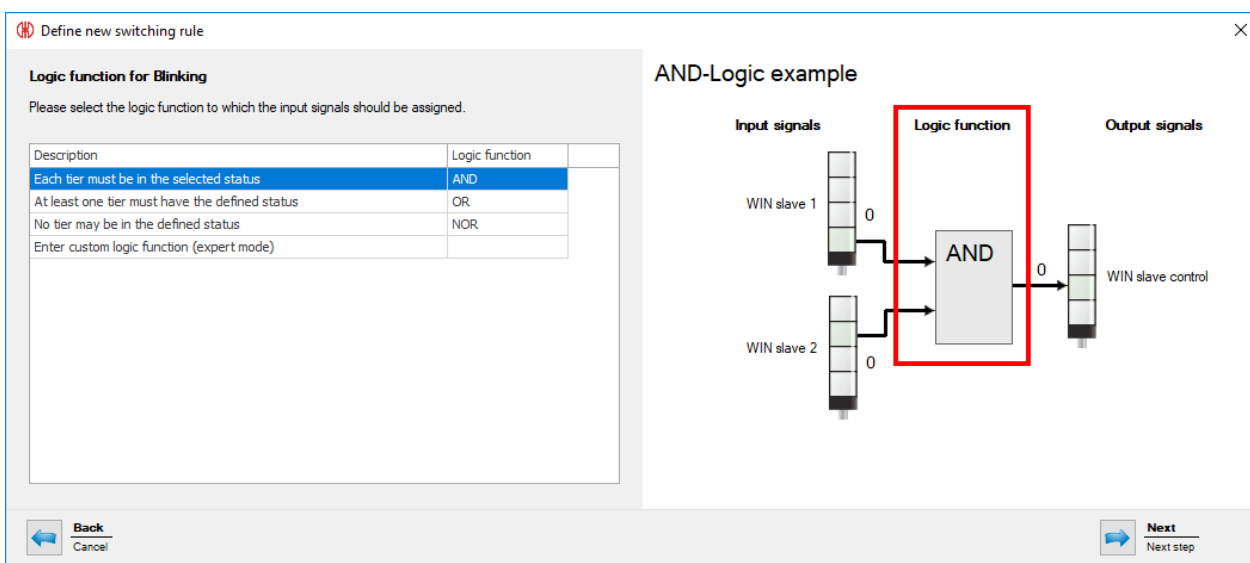 Define new switching rule
Logic function for Blinking
Please select the logic function to which the input signals should be assigned.
Description Logic function
Each tier must be in the selected status AND
At least one tier must have the defined status OR
No tier may be in the defined status NOR
Enter custom logic function (expert mode)
AND-Logic example
Input signals Logic function Output signals
WIN slave 1
0
AND
0
WIN slave control
WIN slave 2
0
Back
Cancel
Next
Next step